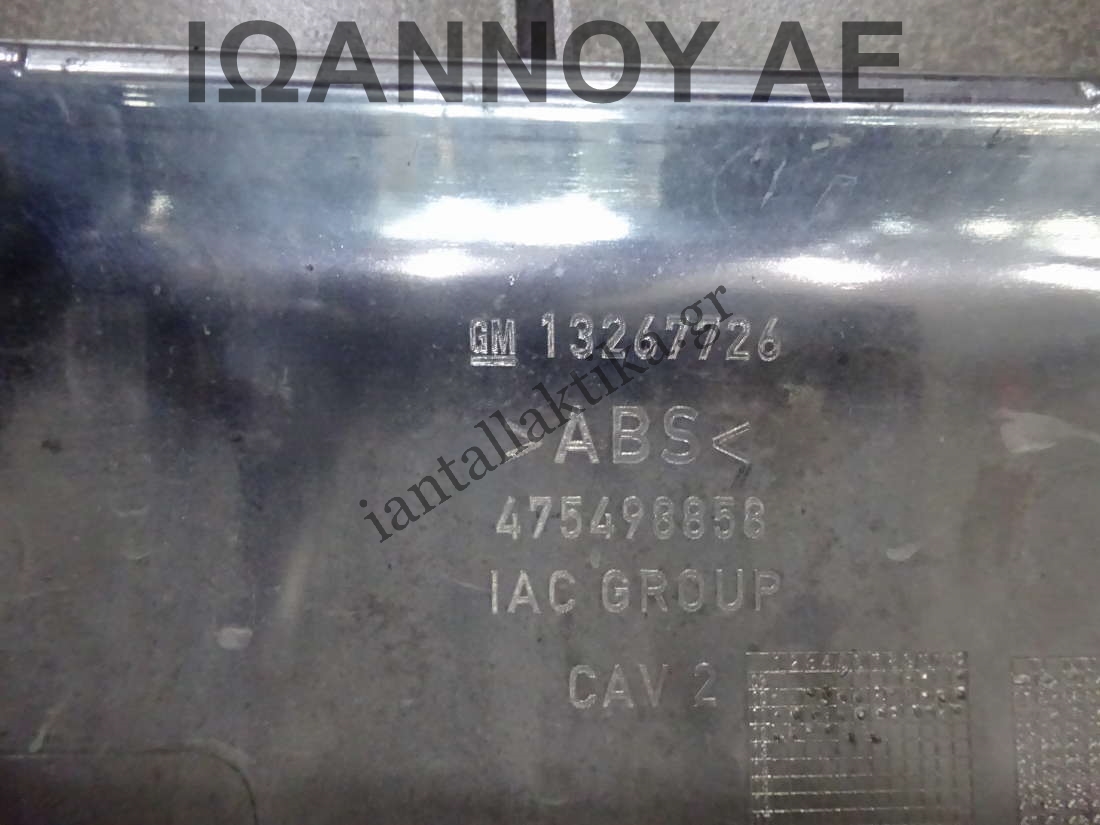 ΙΩΑΝΝΟΥ ΑΕ
GM 13267726
>ABS<
475498858
IAC GROUP
CAV 2
iantallaktika.gr